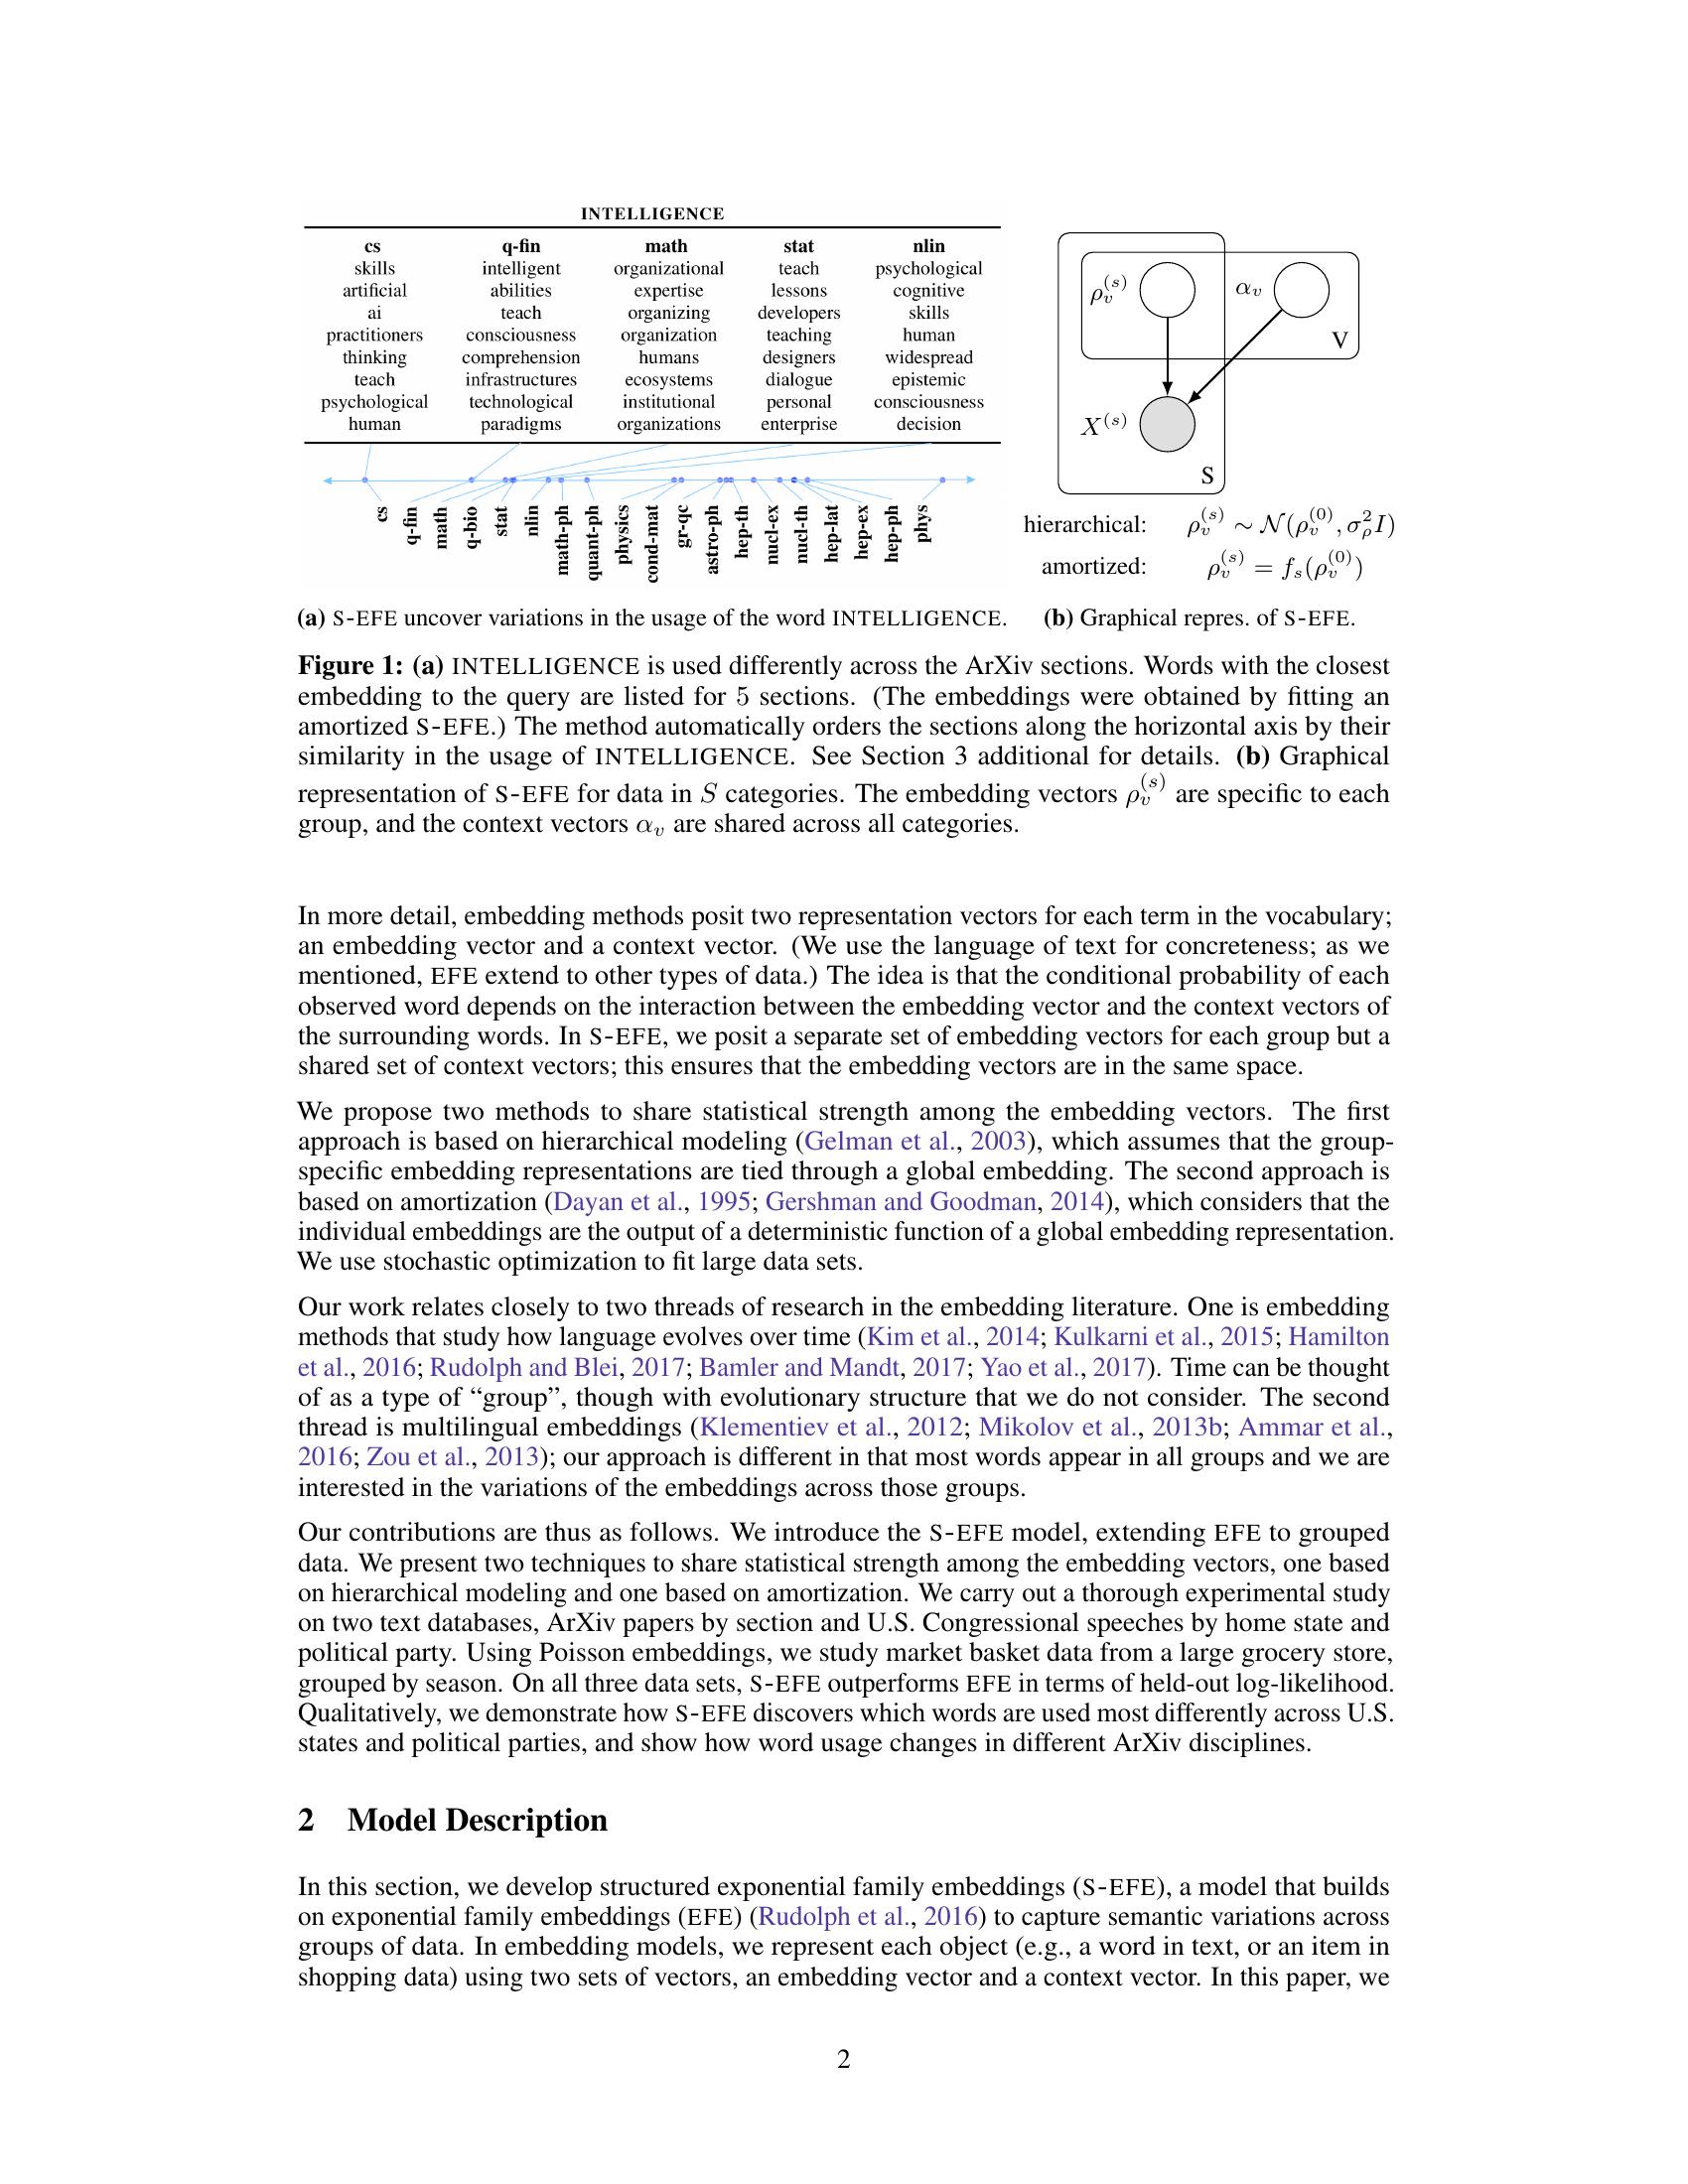 INTELLIGENCE
cs q-fin math stat nlin
skills intelligent organizational teach psychological
artificial abilities expertise lessons cognitive
ai teach organizing developers skills
practitioners consciousness organization teaching human
thinking comprehension humans designers widespread
teach infrastructures ecosystems dialogue epistemic
psychological technological institutional personal consciousness
human paradigms organizations enterprise decision
cs q-fin math q-bio stat nlin math-ph quant-ph physics cond-mat gr-qc astro-ph hep-th nucl-ex nucl-th hep-lat hep-ex hep-ph phys
ρ_v^(s) α_v
V
X^(s)
S
hierarchical: ρ_v^(s) ∼ N(ρ_v^(0), σ_ρ^2 I)
amortized: ρ_v^(s) = f_s(ρ_v^(0))
(a) S-EFE uncover variations in the usage of the word INTELLIGENCE.
(b) Graphical repres. of S-EFE.
Figure 1: (a) INTELLIGENCE is used differently across the ArXiv sections. Words with the closest
embedding to the query are listed for 5 sections. (The embeddings were obtained by fitting an
amortized S-EFE.) The method automatically orders the sections along the horizontal axis by their
similarity in the usage of INTELLIGENCE. See Section 3 additional for details. (b) Graphical
representation of S-EFE for data in S categories. The embedding vectors ρ_v^(s) are specific to each
group, and the context vectors α_v are shared across all categories.
In more detail, embedding methods posit two representation vectors for each term in the vocabulary;
an embedding vector and a context vector. (We use the language of text for concreteness; as we
mentioned, EFE extend to other types of data.) The idea is that the conditional probability of each
observed word depends on the interaction between the embedding vector and the context vectors of
the surrounding words. In S-EFE, we posit a separate set of embedding vectors for each group but a
shared set of context vectors; this ensures that the embedding vectors are in the same space.
We propose two methods to share statistical strength among the embedding vectors. The first
approach is based on hierarchical modeling (Gelman et al., 2003), which assumes that the group-
specific embedding representations are tied through a global embedding. The second approach is
based on amortization (Dayan et al., 1995; Gershman and Goodman, 2014), which considers that the
individual embeddings are the output of a deterministic function of a global embedding representation.
We use stochastic optimization to fit large data sets.
Our work relates closely to two threads of research in the embedding literature. One is embedding
methods that study how language evolves over time (Kim et al., 2014; Kulkarni et al., 2015; Hamilton
et al., 2016; Rudolph and Blei, 2017; Bamler and Mandt, 2017; Yao et al., 2017). Time can be thought
of as a type of “group”, though with evolutionary structure that we do not consider. The second
thread is multilingual embeddings (Klementiev et al., 2012; Mikolov et al., 2013b; Ammar et al.,
2016; Zou et al., 2013); our approach is different in that most words appear in all groups and we are
interested in the variations of the embeddings across those groups.
Our contributions are thus as follows. We introduce the S-EFE model, extending EFE to grouped
data. We present two techniques to share statistical strength among the embedding vectors, one based
on hierarchical modeling and one based on amortization. We carry out a thorough experimental study
on two text databases, ArXiv papers by section and U.S. Congressional speeches by home state and
political party. Using Poisson embeddings, we study market basket data from a large grocery store,
grouped by season. On all three data sets, S-EFE outperforms EFE in terms of held-out log-likelihood.
Qualitatively, we demonstrate how S-EFE discovers which words are used most differently across U.S.
states and political parties, and show how word usage changes in different ArXiv disciplines.
2 Model Description
In this section, we develop structured exponential family embeddings (S-EFE), a model that builds
on exponential family embeddings (EFE) (Rudolph et al., 2016) to capture semantic variations across
groups of data. In embedding models, we represent each object (e.g., a word in text, or an item in
shopping data) using two sets of vectors, an embedding vector and a context vector. In this paper, we
2